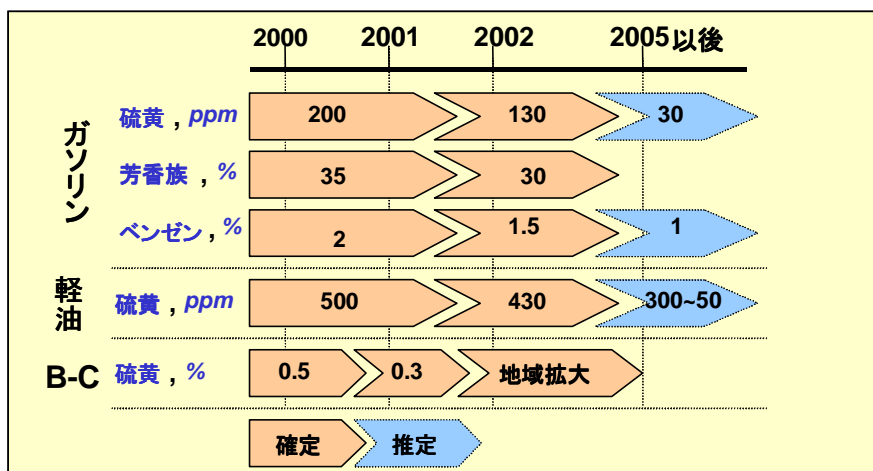 2000 2001 2002 2005以後
ガソリン
硫黄 , ppm 200 130 30
芳香族 , % 35 30
ベンゼン , % 2 1.5 1
軽油
硫黄 , ppm 500 430 300~50
B-C 硫黄 , % 0.5 0.3 地域拡大
確定 推定